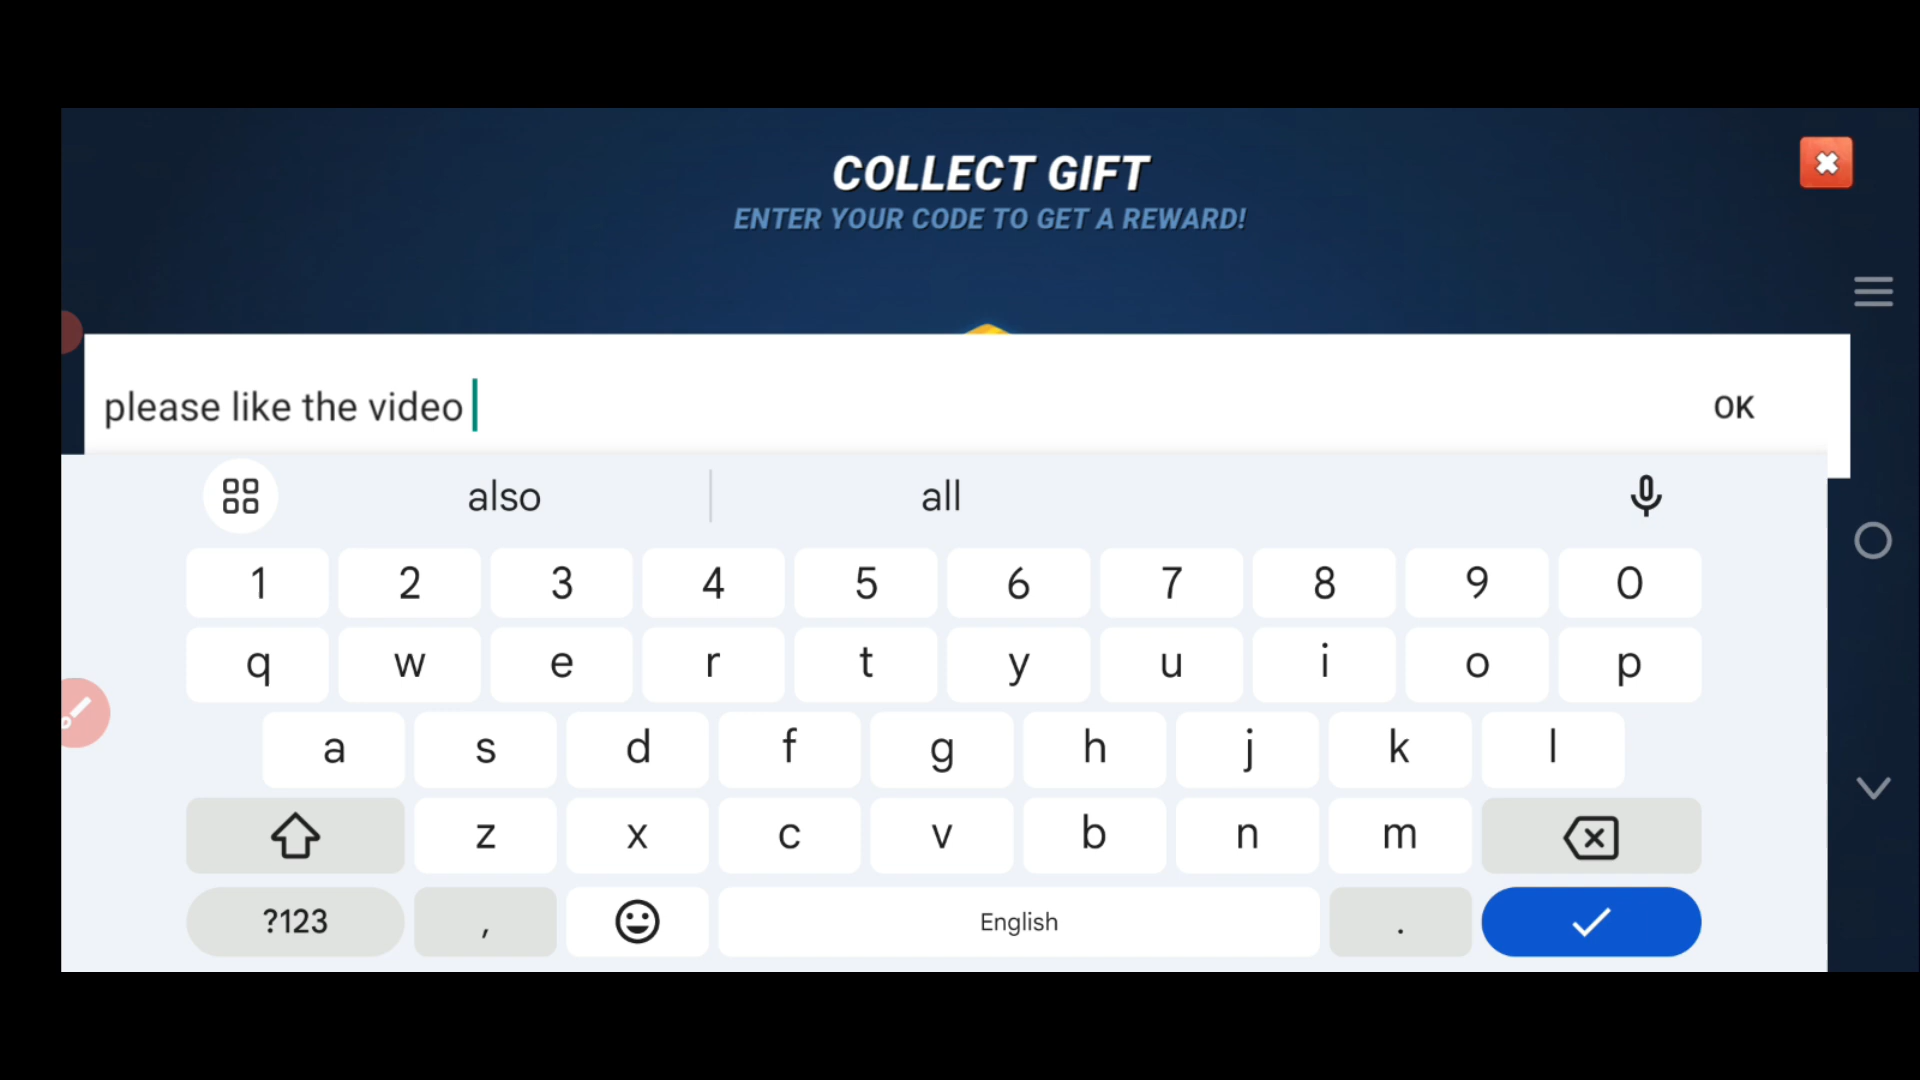 COLLECT GIFT
ENTER YOUR CODE TO GET A REWARD!
please like the video
OK
also all
1 2 3 4 5 6 7 8 9 0
q w e r t y u i o p
a s d f g h j k l
z x c v b n m
?123 , English .